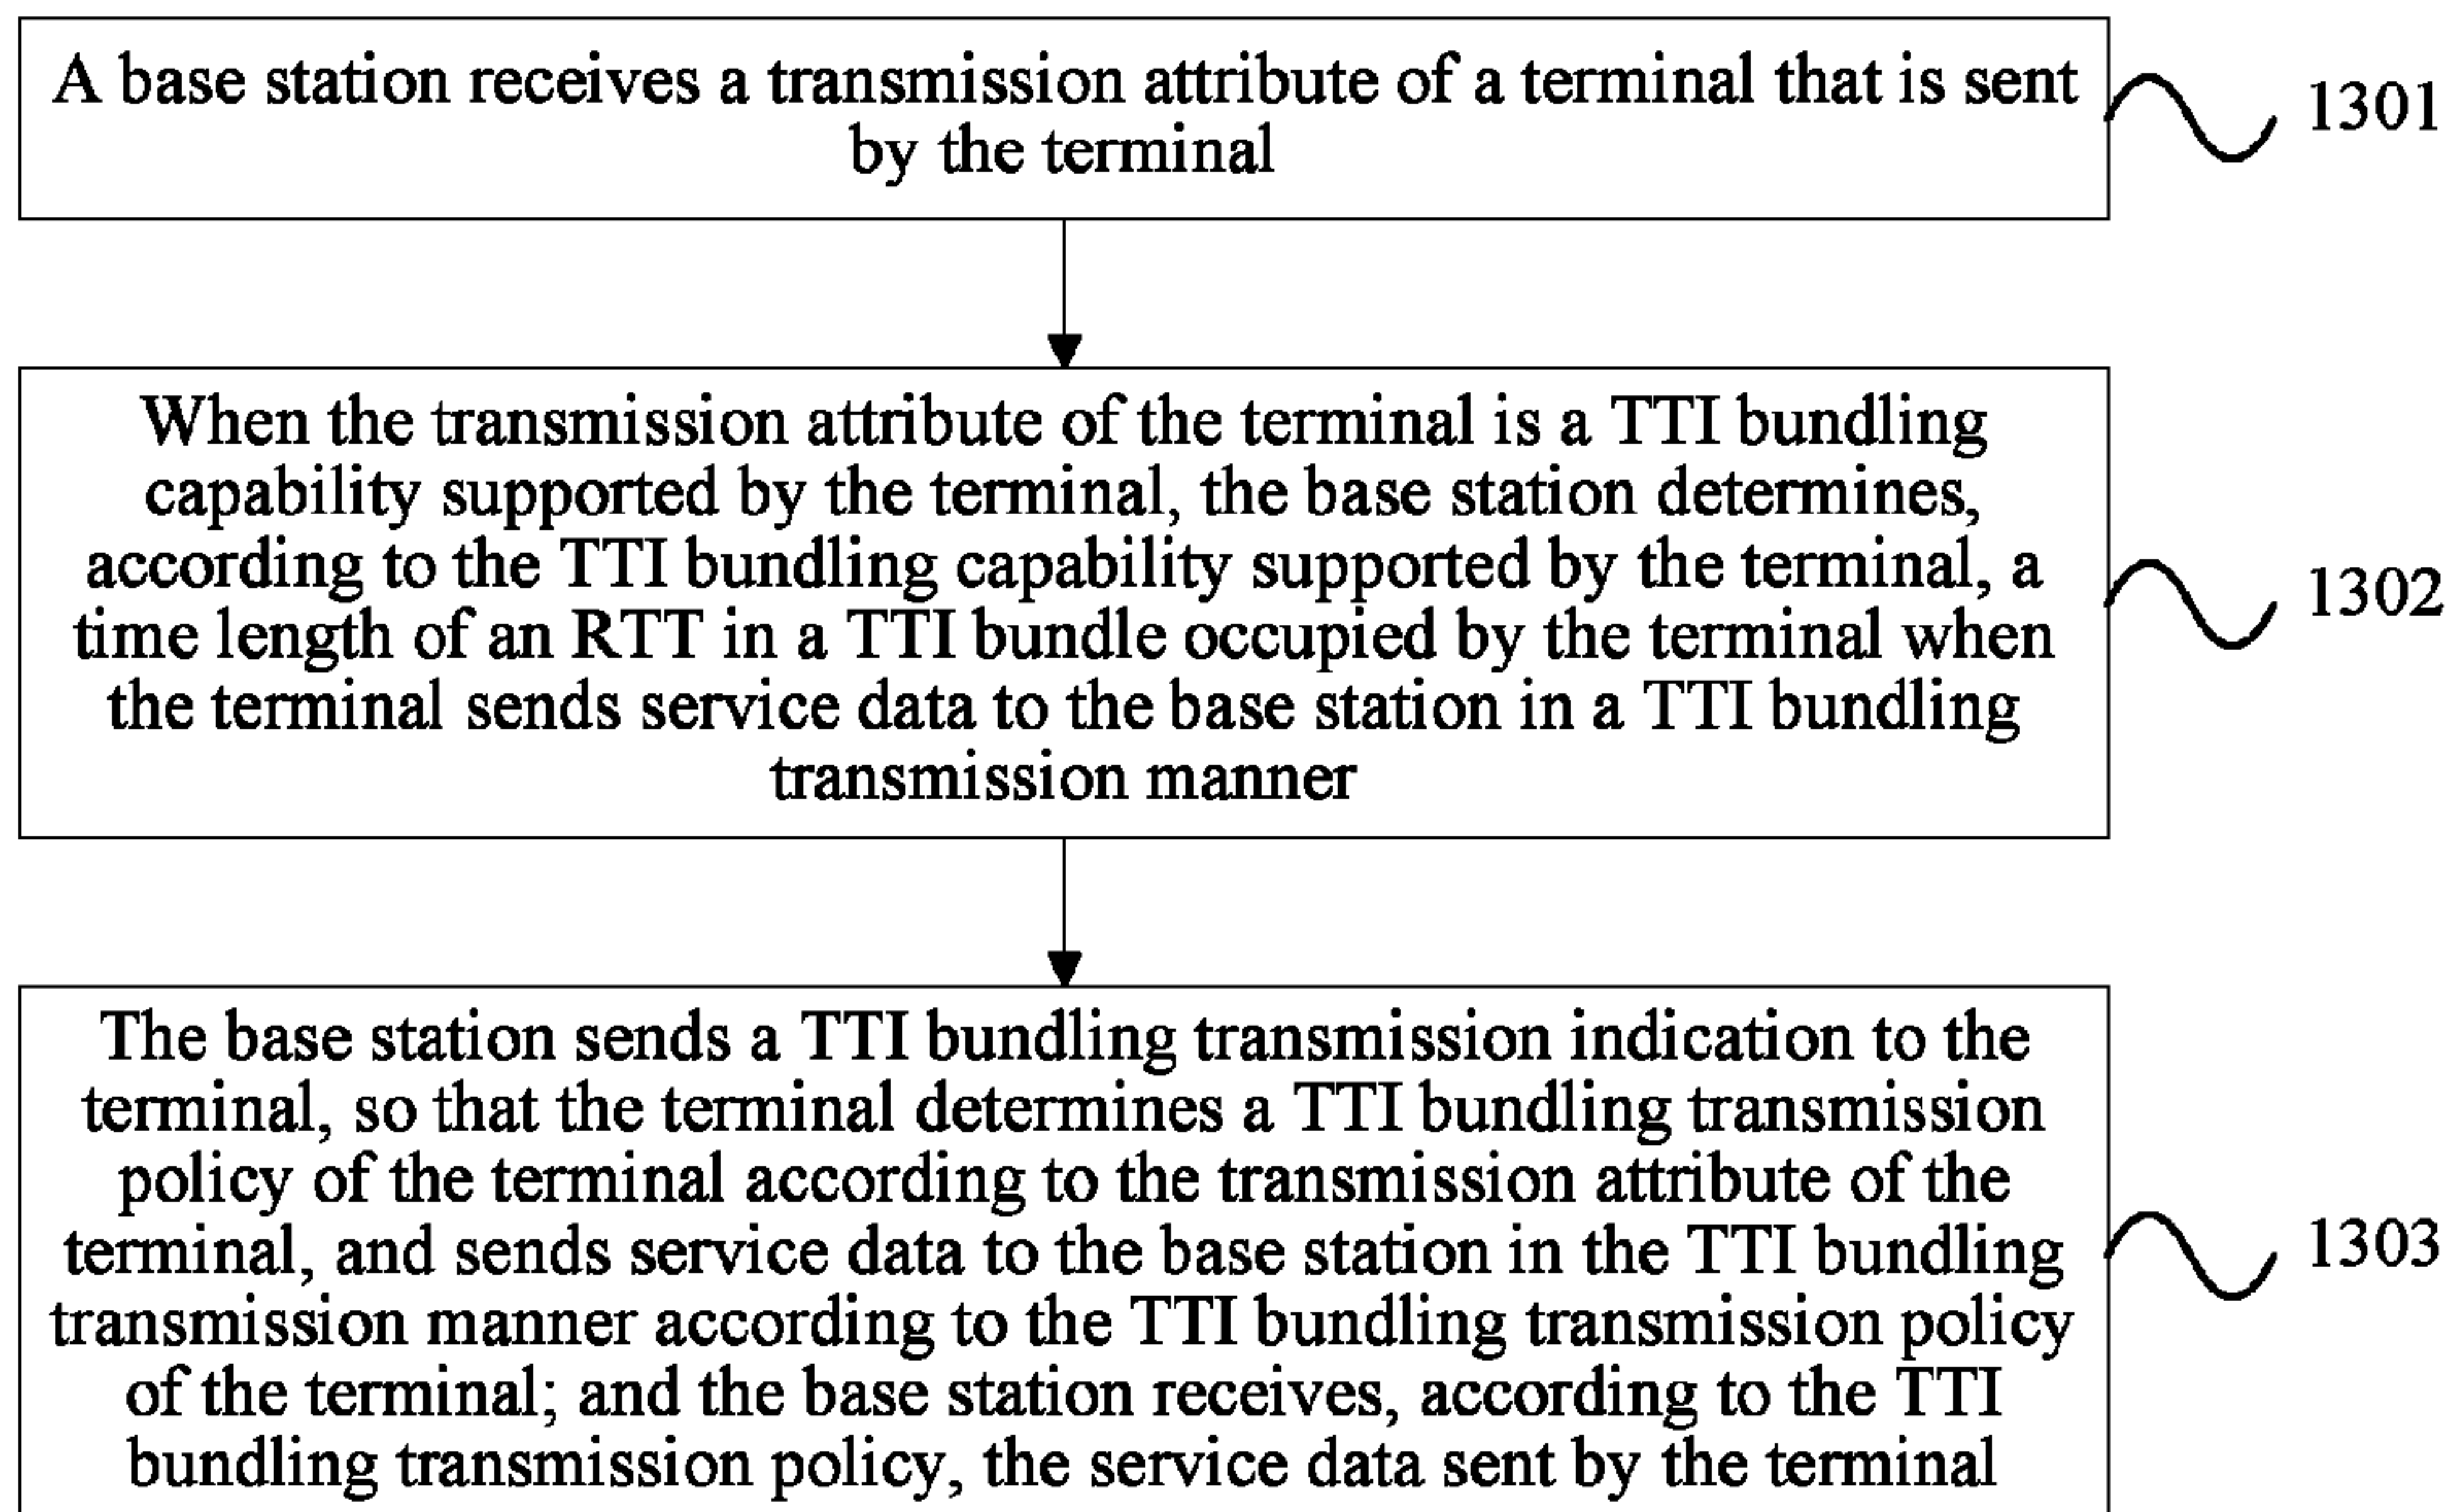 A base station receives a transmission attribute of a terminal that is sent
by the terminal
1301
When the transmission attribute of the terminal is a TTI bundling
capability supported by the terminal, the base station determines,
according to the TTI bundling capability supported by the terminal, a
time length of an RTT in a TTI bundle occupied by the terminal when
the terminal sends service data to the base station in a TTI bundling
transmission manner
1302
The base station sends a TTI bundling transmission indication to the
terminal, so that the terminal determines a TTI bundling transmission
policy of the terminal according to the transmission attribute of the
terminal, and sends service data to the base station in the TTI bundling
transmission manner according to the TTI bundling transmission policy
of the terminal; and the base station receives, according to the TTI
bundling transmission policy, the service data sent by the terminal
1303